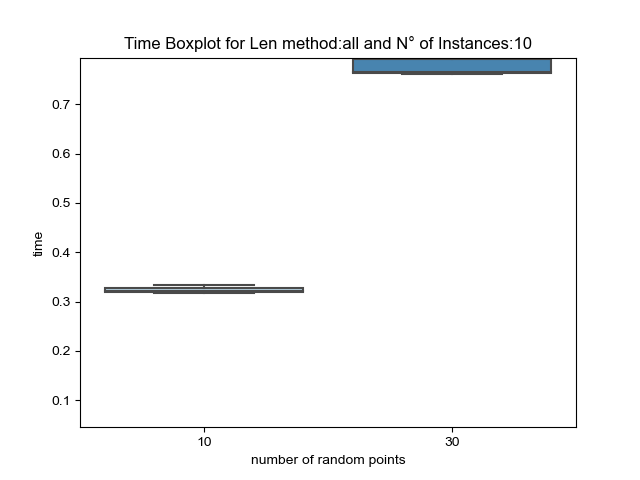 Time Boxplot for Len method:all and N° of Instances:10
0.7
0.6
0.5
0.4
0.3
0.2
0.1
time
10 30
number of random points